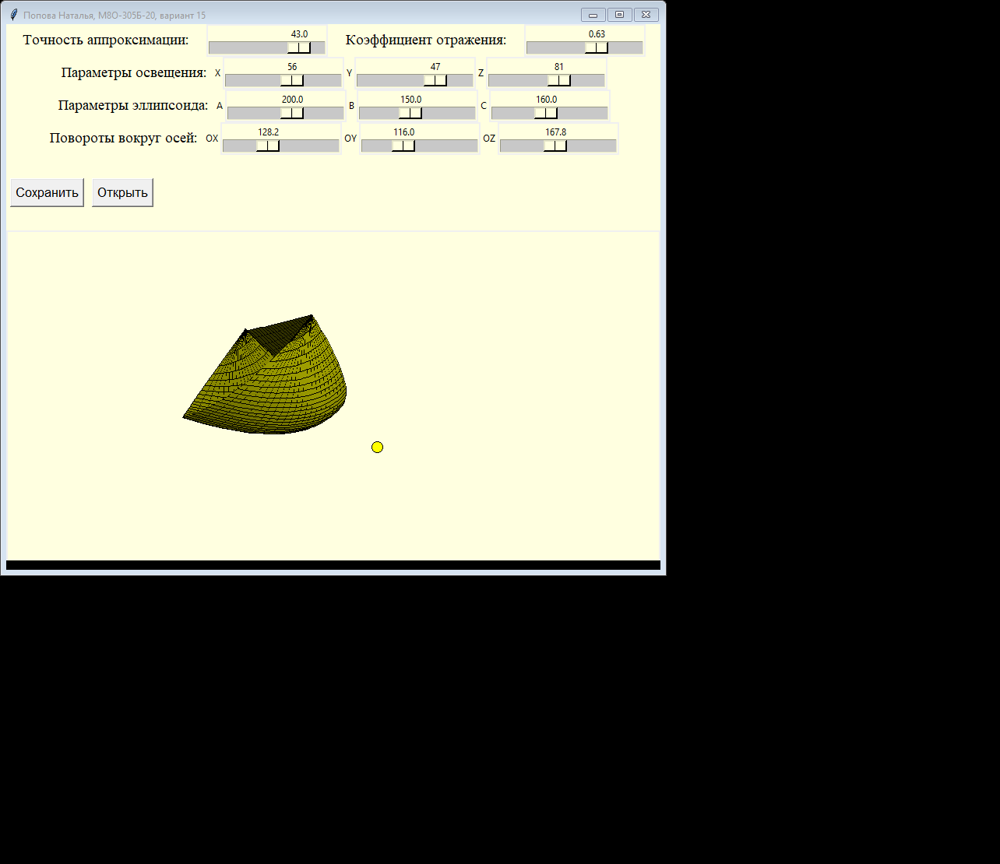 Попова Наталья, М8О-305Б-20, вариант 15
Точность аппроксимации: 43.0 Коэффициент отражения: 0.63
Параметры освещения: X 56 Y 47 Z 81
Параметры эллипсоида: A 200.0 B 150.0 C 160.0
Повороты вокруг осей: OX 128.2 OY 116.0 OZ 167.8
Сохранить Открыть